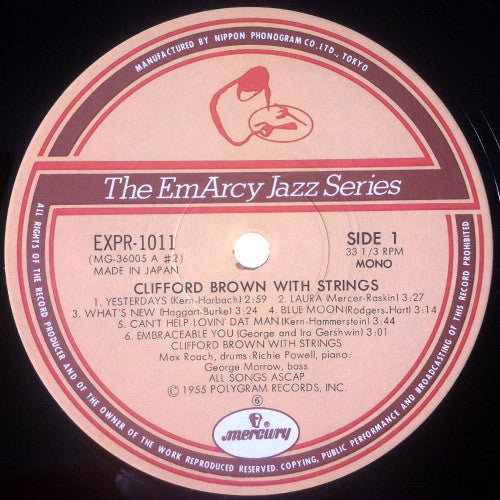 MANUFACTURED BY NIPPON PHONOGRAM CO., LTD., TOKYO
The EmArcy Jazz Series
EXPR-1011
(MG-36005 A #2)
MADE IN JAPAN
SIDE 1
33 1/3 RPM
MONO
CLIFFORD BROWN WITH STRINGS
1. YESTERDAYS (Kern-Harbach) 2:59 2. LAURA (Mercer-Raskin) 3:27
3. WHAT'S NEW (Haggart-Burke) 3:24 4. BLUE MOON (Rodgers-Hart) 3:14
5. CAN'T HELP LOVIN' DAT MAN (Kern-Hammerstein) 3:44
6. EMBRACEABLE YOU (George and Ira Gershwin) 3:01
CLIFFORD BROWN WITH STRINGS
Max Roach, drums: Richie Powell, piano:
George Morrow, bass
ALL SONGS ASCAP
Ⓒ 1955 POLYGRAM RECORDS, INC.
⑥
mercury
ALL RIGHTS OF THE RECORD PRODUCER AND OF THE OWNER OF THE WORK REPRODUCED RESERVED. COPYING, PUBLIC PERFORMANCE AND BROADCASTING OF THIS RECORD PROHIBITED